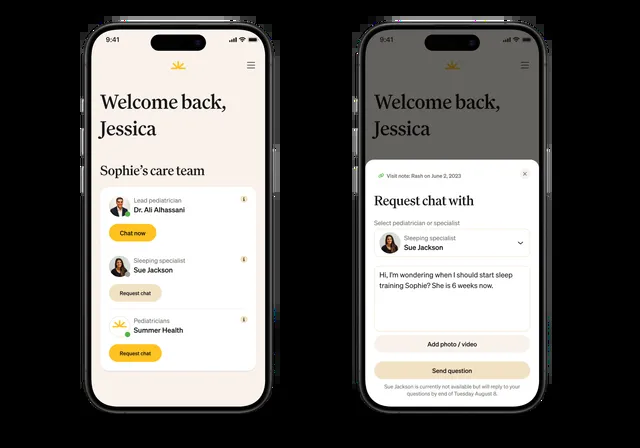 9:41
Welcome back,
Jessica
Sophie's care team
Lead pediatrician
Dr. Ali Alhassani
Chat now
Sleeping specialist
Sue Jackson
Request chat
Pediatricians
Summer Health
Request chat
9:41
Welcome back,
Jessica
Visit note: Rash on June 2, 2023
Request chat with
Select pediatrician or specialist
Sleeping specialist
Sue Jackson
Hi, I'm wondering when I should start sleep
training Sophie? She is 6 weeks now.
Add photo / video
Send question
Sue Jackson is currently not available but will reply to your
questions by end of Tuesday August 8.